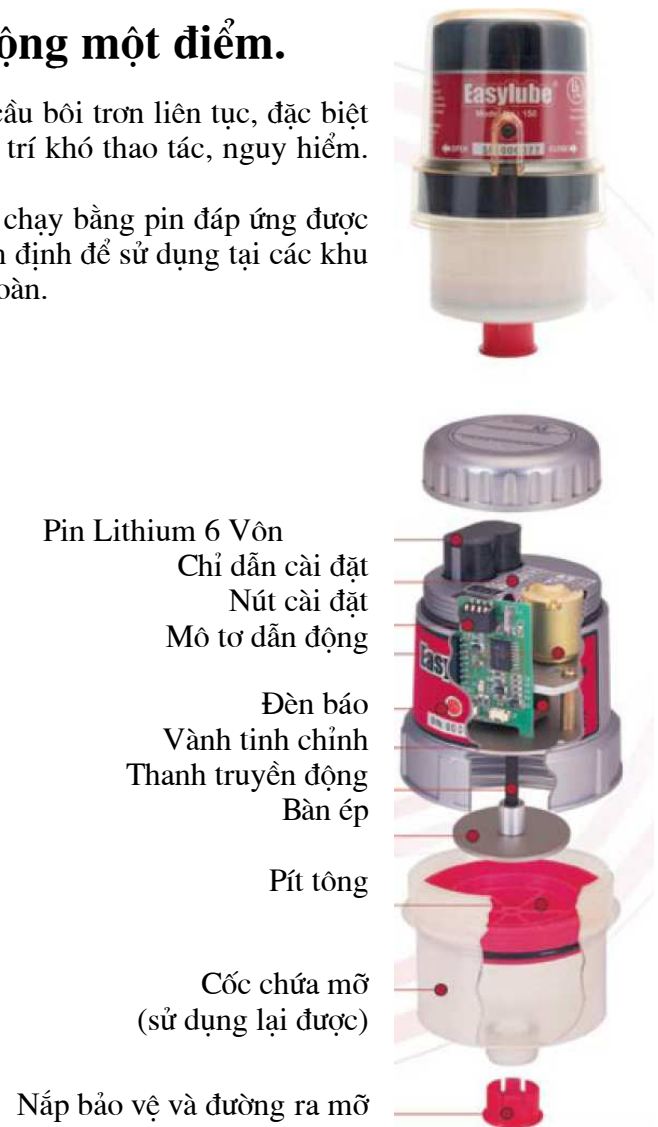 ộng một điểm.
cầu bôi trơn liên tục, đặc biệt
trí khó thao tác, nguy hiểm.
chạy bằng pin đáp ứng được
định để sử dụng tại các khu
oàn.
Easylube®
OPEN
CLOSE
Pin Lithium 6 Vôn
Chỉ dẫn cài đặt
Nút cài đặt
Mô tơ dẫn động
Easy
Đèn báo
Vành tinh chỉnh
Thanh truyền động
Bàn ép
Pít tông
Cốc chứa mỡ
(sử dụng lại được)
Nắp bảo vệ và đường ra mỡ